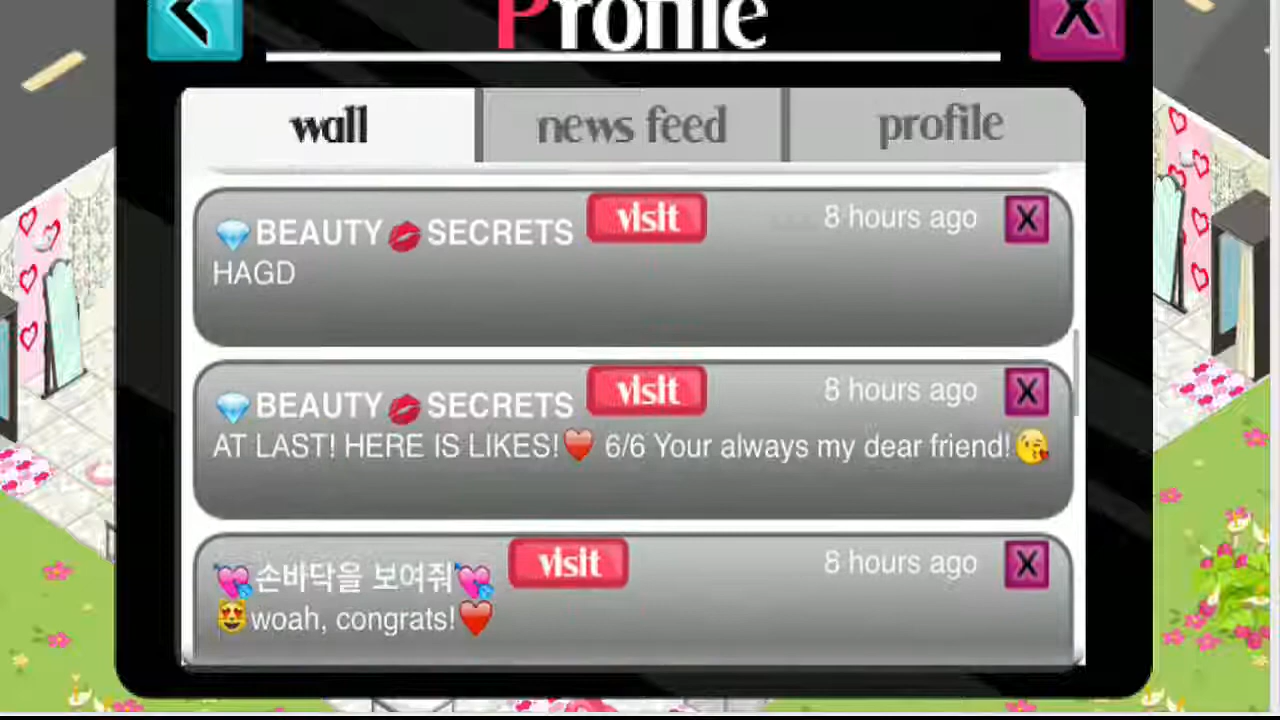 Profile
wall
news feed
profile
💎BEAUTY💋SECRETS visit 8 hours ago X
HAGD
💎BEAUTY💋SECRETS visit 8 hours ago X
AT LAST! HERE IS LIKES!❤️ 6/6 Your always my dear friend!😘
💘손바닥을 보여줘💘 visit 8 hours ago X
😻woah, congrats!❤️